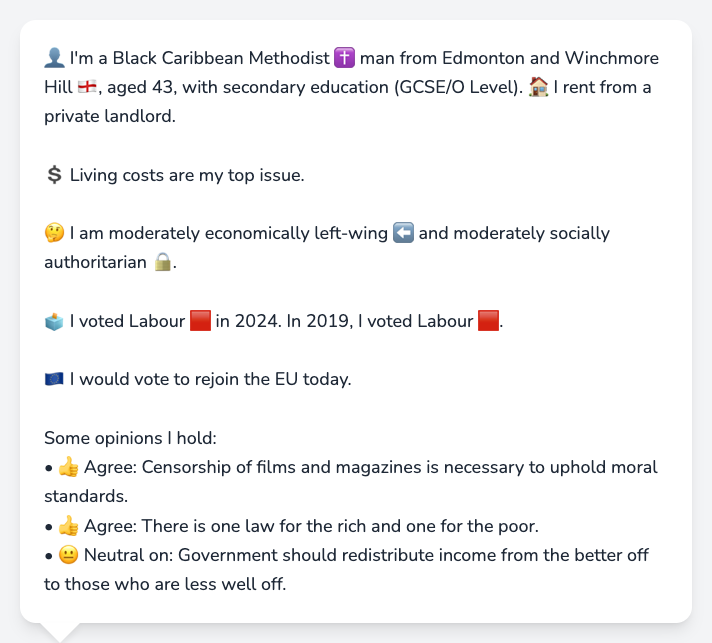 👤 I'm a Black Caribbean Methodist ✝️ man from Edmonton and Winchmore
Hill 🏴󠁧󠁢󠁥󠁮󠁧󠁿, aged 43, with secondary education (GCSE/O Level). 🏠 I rent from a
private landlord.
💲 Living costs are my top issue.
🤔 I am moderately economically left-wing ⬅️ and moderately socially
authoritarian 🔒.
🗳️ I voted Labour 🟥 in 2024. In 2019, I voted Labour 🟥.
🇪🇺 I would vote to rejoin the EU today.
Some opinions I hold:
• 👍 Agree: Censorship of films and magazines is necessary to uphold moral
standards.
• 👍 Agree: There is one law for the rich and one for the poor.
• 😐 Neutral on: Government should redistribute income from the better off
to those who are less well off.